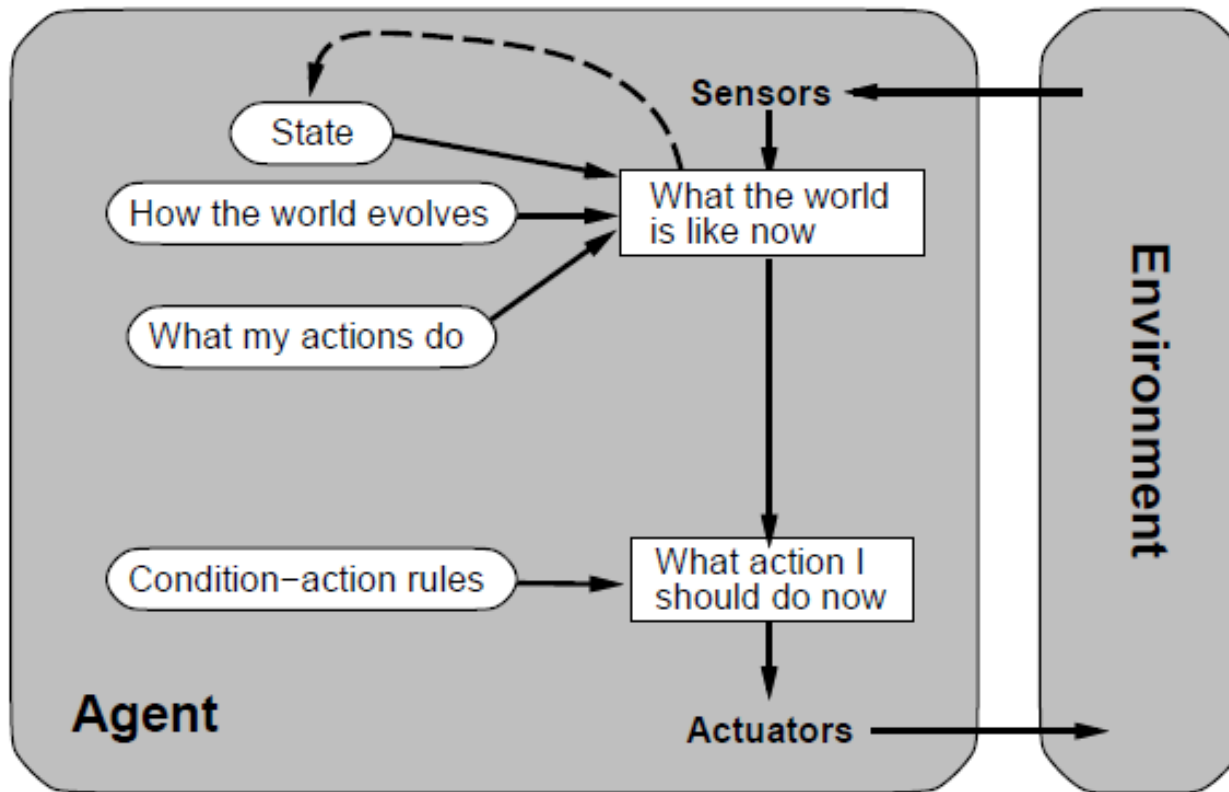 Sensors
State
What the world
is like now
How the world evolves
What my actions do
Environment
Condition−action rules
What action I
should do now
Agent
Actuators